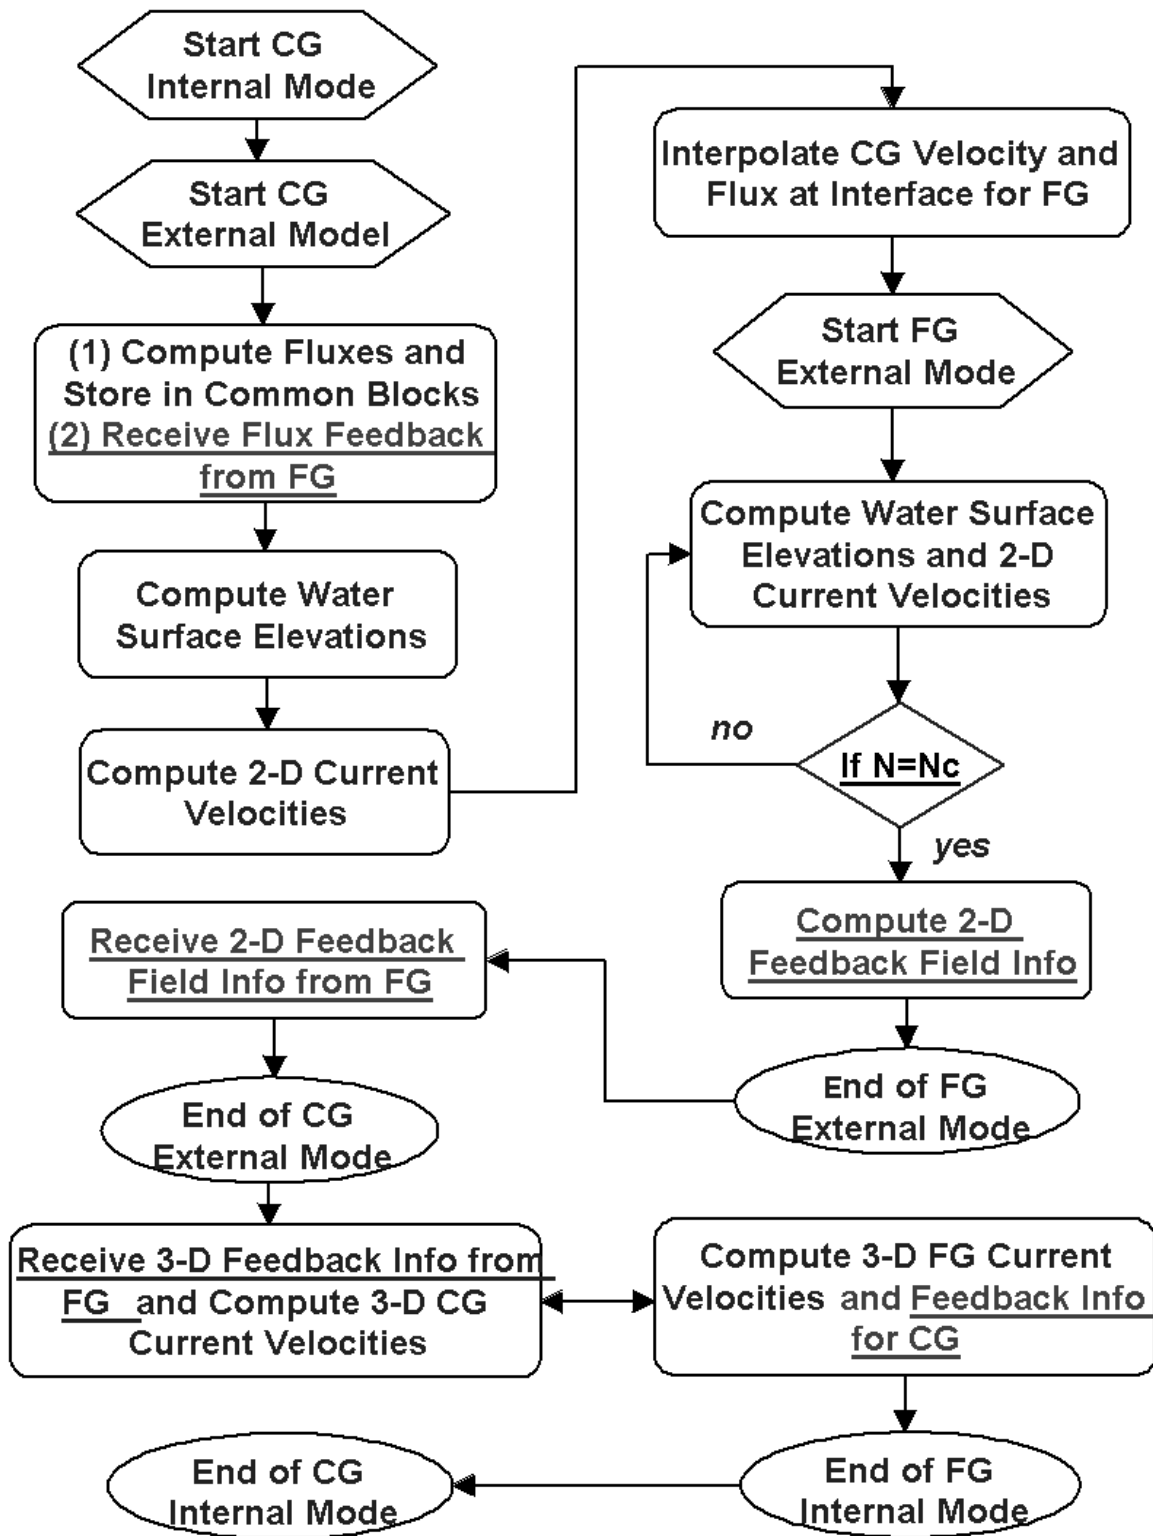 Start CG
Internal Mode
Start CG
External Model
(1) Compute Fluxes and
Store in Common Blocks
(2) Receive Flux Feedback
from FG
Compute Water
Surface Elevations
Compute 2-D Current
Velocities
Interpolate CG Velocity and
Flux at Interface for FG
Start FG
External Mode
Compute Water Surface
Elevations and 2-D
Current Velocities
no
If N=Nc
yes
Compute 2-D
Feedback Field Info
End of FG
External Mode
Receive 2-D Feedback
Field Info from FG
End of CG
External Mode
Receive 3-D Feedback Info from
FG and Compute 3-D CG
Current Velocities
Compute 3-D FG Current
Velocities and Feedback Info
for CG
End of FG
Internal Mode
End of CG
Internal Mode